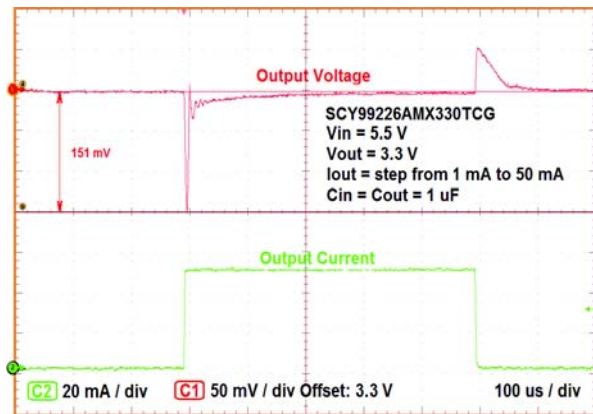 Output Voltage
SCY99226AMX330TCG
Vin = 5.5 V
Vout = 3.3 V
Iout = step from 1 mA to 50 mA
Cin = Cout = 1 uF
151 mV
Output Current
C2 20 mA / div C1 50 mV / div Offset: 3.3 V 100 us / div